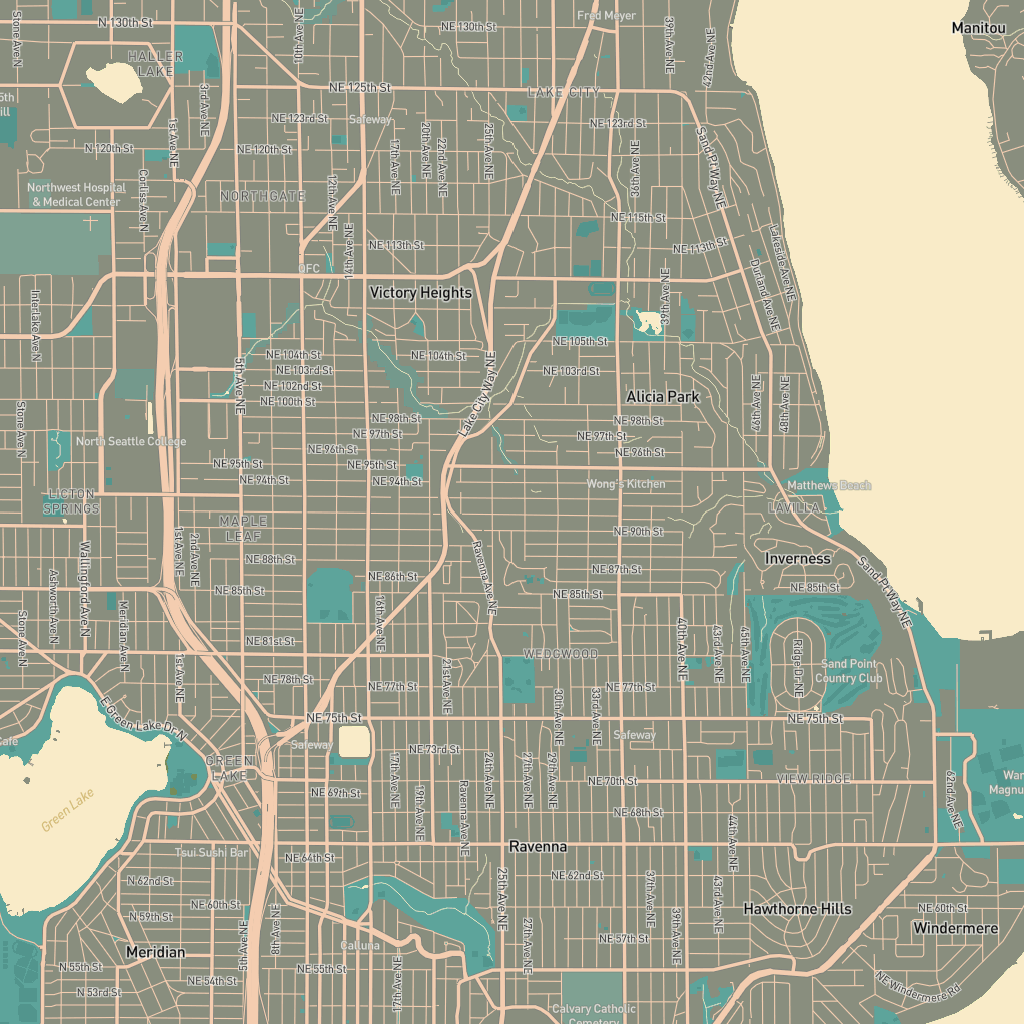 Fred Meyer
N 130th St
NE 130th St
Stone Ave N
10th Ave NE
39th Ave NE
42nd Ave NE
Manitou
HALLER
LAKE
3rd Ave NE
NE 125th St
LAKE CITY
5th
NE 123rd St
Safeway
NE 123rd St
1st Ave NE
20th Ave NE
22nd Ave NE
25th Ave NE
17th Ave NE
36th Ave NE
Sand Pt Way NE
N 120th St
NE 120th St
Northwest Hospital
& Medical Center
Corliss Ave N
NORTHGATE
12th Ave NE
NE 115th St
14th Ave NE
NE 113th St
NE 113th St
Lakeside Ave NE
Durland Ave NE
QFC
Victory Heights
39th Ave NE
Interlake Ave N
NE 105th St
NE 104th St
NE 104th St
NE 103rd St
NE 103rd St
5th Ave NE
NE 102nd St
NE 100th St
Lake City Way NE
Alicia Park
46th Ave NE
48th Ave NE
Stone Ave N
NE 98th St
NE 98th St
NE 97th St
NE 97th St
North Seattle College
NE 96th St
NE 96th St
NE 95th St
NE 95th St
NE 94th St
NE 94th St
Wong's Kitchen
Matthews Beach
LICTON
SPRINGS
LAVILLA
MAPLE
LEAF
NE 90th St
1st Ave NE
2nd Ave NE
Wallingford Ave N
NE 88th St
Ravenna Ave NE
Inverness
NE 87th St
NE 86th St
Ashworth Ave N
NE 85th St
NE 85th St
NE 85th St
Sand Pt Way NE
Stone Ave N
Meridian Ave N
16th Ave NE
NE 81st St
40th Ave NE
43rd Ave NE
45th Ave NE
WEDGWOOD
Ridge Dr NE
Sand Point
Country Club
1st Ave NE
NE 78th St
NE 77th St
21st Ave NE
NE 77th St
30th Ave NE
33rd Ave NE
E Green Lake Dr N
NE 75th St
NE 75th St
Cafe
Safeway
NE 73rd St
Safeway
GREEN
LAKE
17th Ave NE
24th Ave NE
27th Ave NE
29th Ave NE
NE 70th St
VIEW RIDGE
Green Lake
NE 69th St
19th Ave NE
Ravenna Ave NE
NE 68th St
44th Ave NE
62nd Ave NE
Tsui Sushi Bar
NE 64th St
Ravenna
N 62nd St
NE 62nd St
25th Ave NE
37th Ave NE
43rd Ave NE
N 60th St
NE 60th St
N 59th St
8th Ave NE
39th Ave NE
Hawthorne Hills
Windermere
5th Ave NE
27th Ave NE
NE 57th St
Meridian
Calluna
N 55th St
NE 55th St
17th Ave NE
N 54th St
N 53rd St
NE Windermere Rd
Calvary Catholic
Cemetery